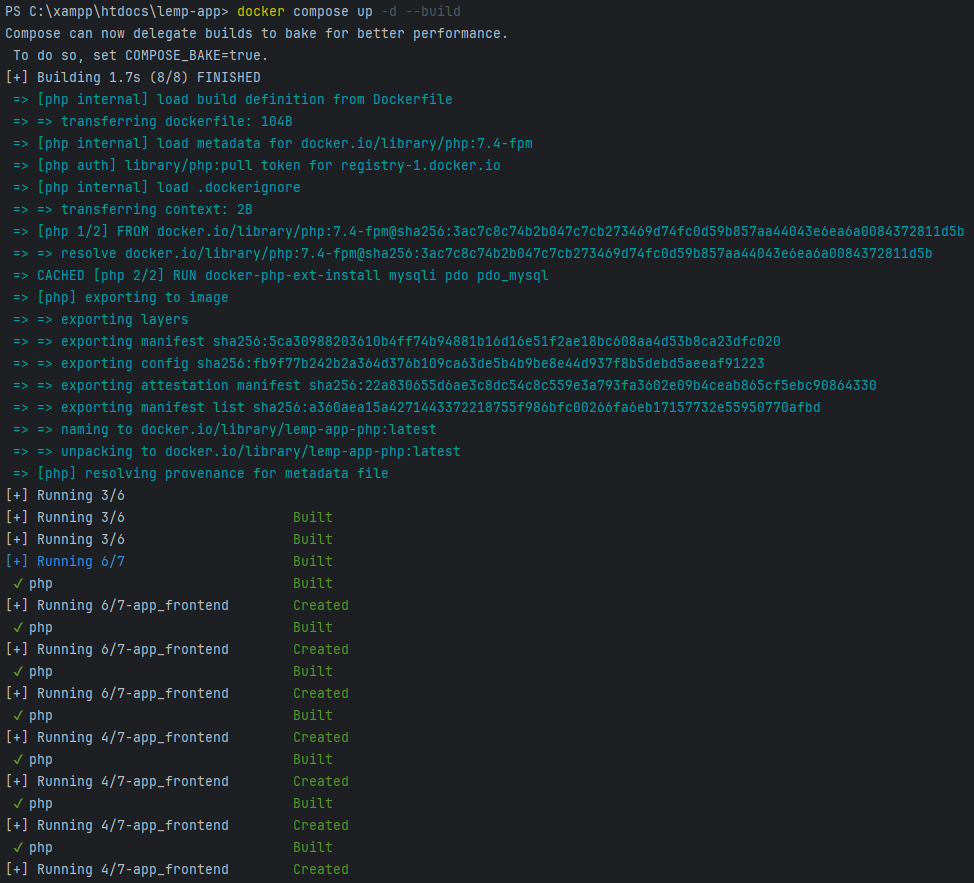 PS C:\xampp\htdocs\lemp-app> docker compose up -d --build
Compose can now delegate builds to bake for better performance.
 To do so, set COMPOSE_BAKE=true.
[+] Building 1.7s (8/8) FINISHED
 => [php internal] load build definition from Dockerfile
 => => transferring dockerfile: 104B
 => [php internal] load metadata for docker.io/library/php:7.4-fpm
 => [php auth] library/php:pull token for registry-1.docker.io
 => [php internal] load .dockerignore
 => => transferring context: 2B
 => [php 1/2] FROM docker.io/library/php:7.4-fpm@sha256:3ac7c8c74b2b047c7cb273469d74fc0d59b857aa44043e6ea6a0084372811d5b
 => => resolve docker.io/library/php:7.4-fpm@sha256:3ac7c8c74b2b047c7cb273469d74fc0d59b857aa44043e6ea6a0084372811d5b
 => CACHED [php 2/2] RUN docker-php-ext-install mysqli pdo pdo_mysql
 => [php] exporting to image
 => => exporting layers
 => => exporting manifest sha256:5ca30988203610b4ff74b94881b16d16e51f2ae18bc608aa4d53b8ca23dfc020
 => => exporting config sha256:fb9f77b242b2a364d376b109ca63de5b4b9be8e44d937f8b5debd5aeeaf91223
 => => exporting attestation manifest sha256:22a830655d6ae3c8dc54c8c559e3a793fa3602e09b4ceab865cf5ebc90864330
 => => exporting manifest list sha256:a360aea15a4271443372218755f986bfc00266fa6eb17157732e55950770afbd
 => => naming to docker.io/library/lemp-app-php:latest
 => => unpacking to docker.io/library/lemp-app-php:latest
 => [php] resolving provenance for metadata file
[+] Running 3/6
[+] Running 3/6 Built
[+] Running 3/6 Built
[+] Running 6/7 Built
 ✓ php Built
[+] Running 6/7-app_frontend Created
 ✓ php Built
[+] Running 6/7-app_frontend Created
 ✓ php Built
[+] Running 6/7-app_frontend Created
 ✓ php Built
[+] Running 4/7-app_frontend Created
 ✓ php Built
[+] Running 4/7-app_frontend Created
 ✓ php Built
[+] Running 4/7-app_frontend Created
 ✓ php Built
[+] Running 4/7-app_frontend Created